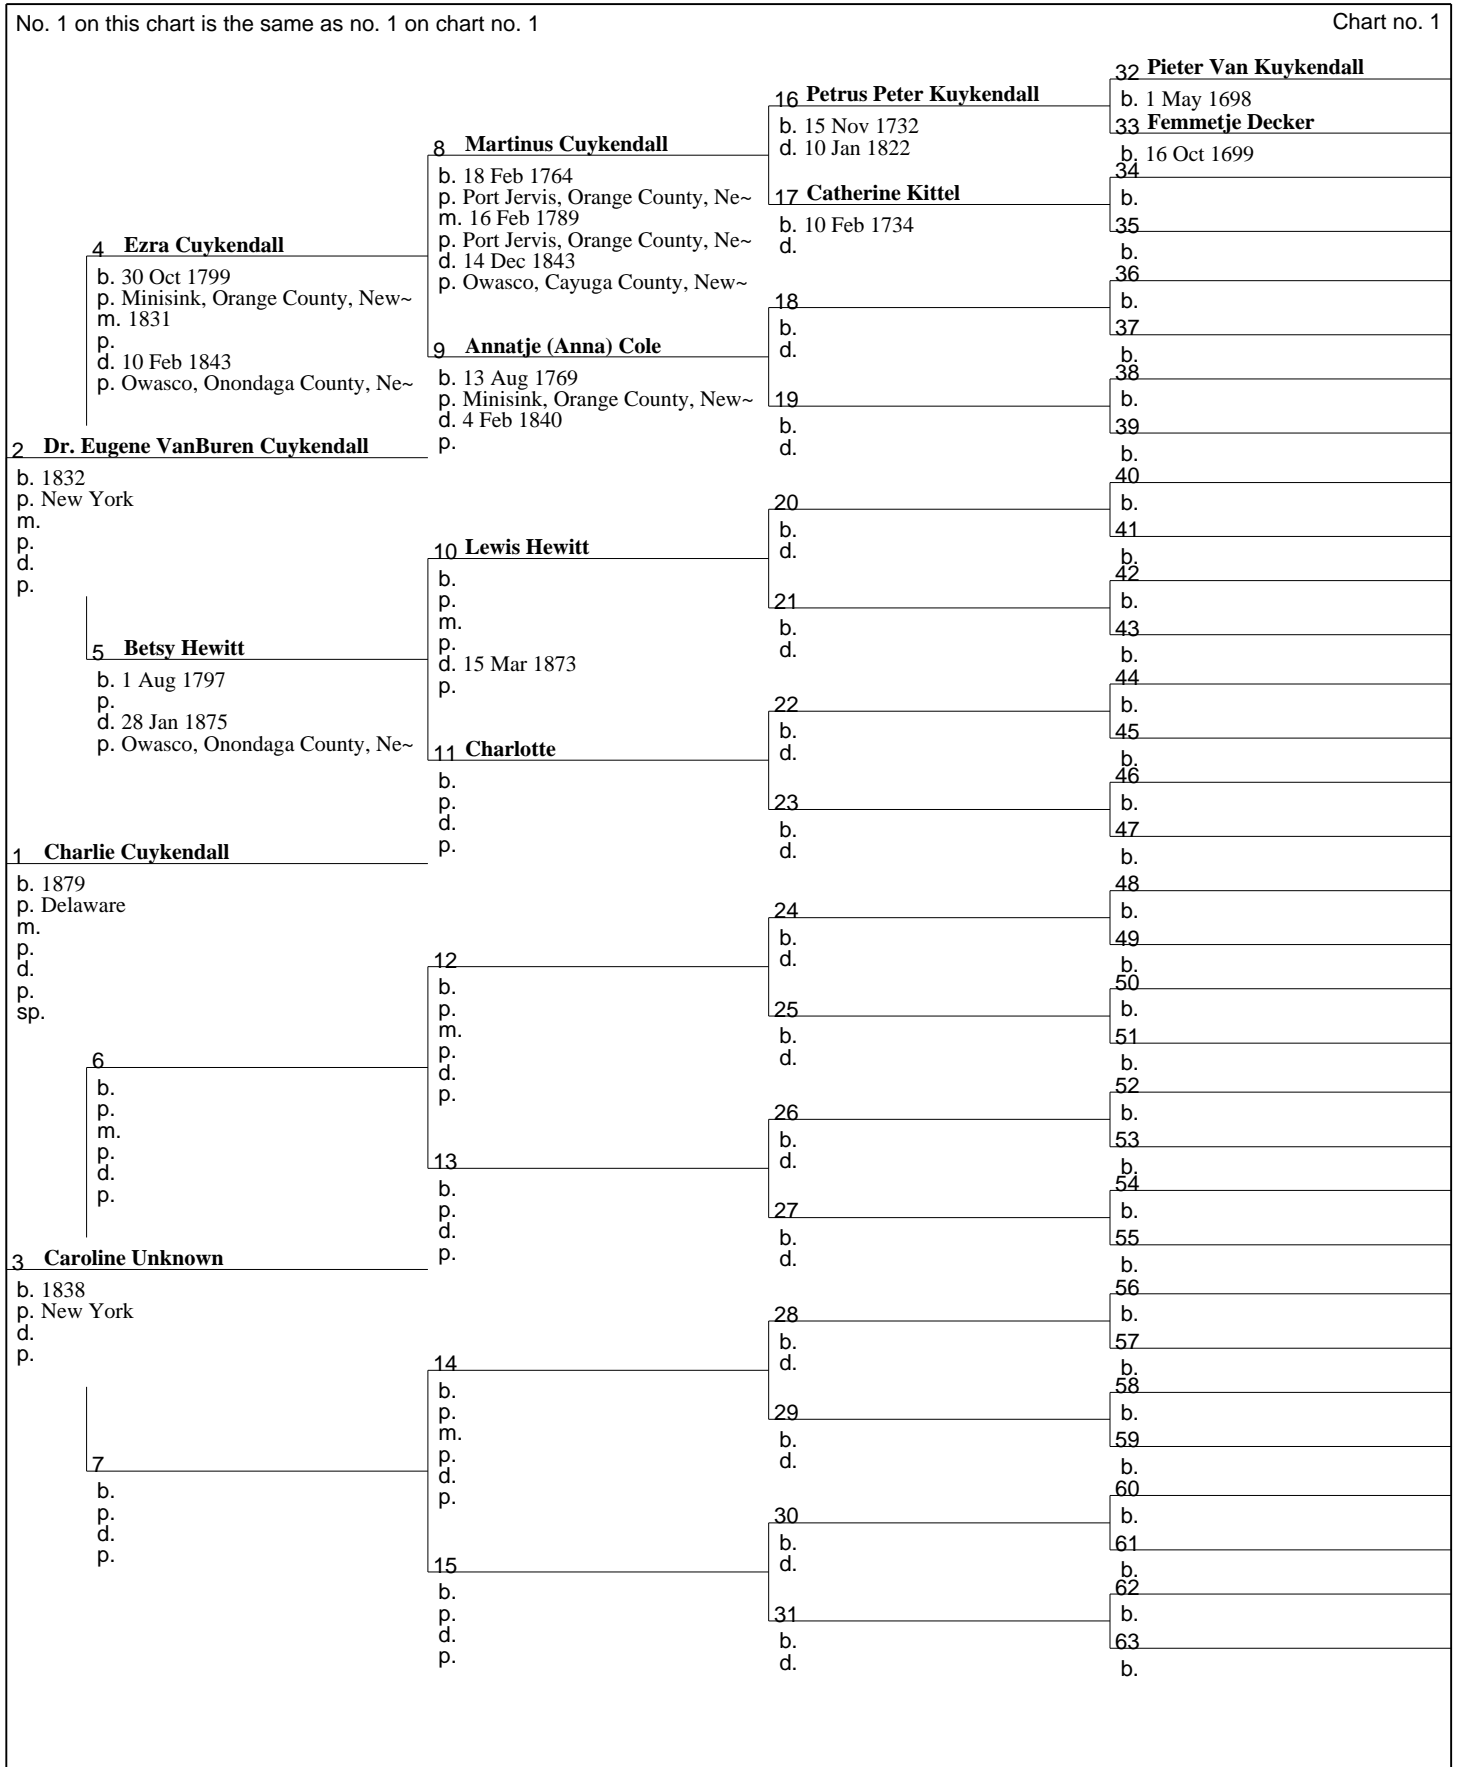 No. 1 on this chart is the same as no. 1 on chart no. 1
Chart no. 1
1 Charlie Cuykendall
b. 1879
p. Delaware
m.
p.
d.
p.
sp.
2 Dr. Eugene VanBuren Cuykendall
b. 1832
p. New York
m.
p.
d.
p.
3 Caroline Unknown
b. 1838
p. New York
d.
p.
4 Ezra Cuykendall
b. 30 Oct 1799
p. Minisink, Orange County, New~
m. 1831
p.
d. 10 Feb 1843
p. Owasco, Onondaga County, Ne~
5 Betsy Hewitt
b. 1 Aug 1797
p.
d. 28 Jan 1875
p. Owasco, Onondaga County, Ne~
6
b.
p.
m.
p.
d.
p.
7
b.
p.
d.
p.
8 Martinus Cuykendall
b. 18 Feb 1764
p. Port Jervis, Orange County, Ne~
m. 16 Feb 1789
p. Port Jervis, Orange County, Ne~
d. 14 Dec 1843
p. Owasco, Cayuga County, New~
9 Annatje (Anna) Cole
b. 13 Aug 1769
p. Minisink, Orange County, New~
d. 4 Feb 1840
p.
10 Lewis Hewitt
b.
p.
m.
p.
d. 15 Mar 1873
p.
11 Charlotte
b.
p.
d.
p.
12
b.
p.
m.
p.
d.
p.
13
b.
p.
d.
p.
14
b.
p.
m.
p.
d.
p.
15
b.
p.
d.
p.
16 Petrus Peter Kuykendall
b. 15 Nov 1732
d. 10 Jan 1822
17 Catherine Kittel
b. 10 Feb 1734
d.
18
b.
d.
19
b.
d.
20
b.
d.
21
b.
d.
22
b.
d.
23
b.
d.
24
b.
d.
25
b.
d.
26
b.
d.
27
b.
d.
28
b.
d.
29
b.
d.
30
b.
d.
31
b.
d.
32 Pieter Van Kuykendall
b. 1 May 1698
33 Femmetje Decker
b. 16 Oct 1699
34
b.
35
b.
36
b.
37
b.
38
b.
39
b.
40
b.
41
b.
42
b.
43
b.
44
b.
45
b.
46
b.
47
b.
48
b.
49
b.
50
b.
51
b.
52
b.
53
b.
54
b.
55
b.
56
b.
57
b.
58
b.
59
b.
60
b.
61
b.
62
b.
63
b.